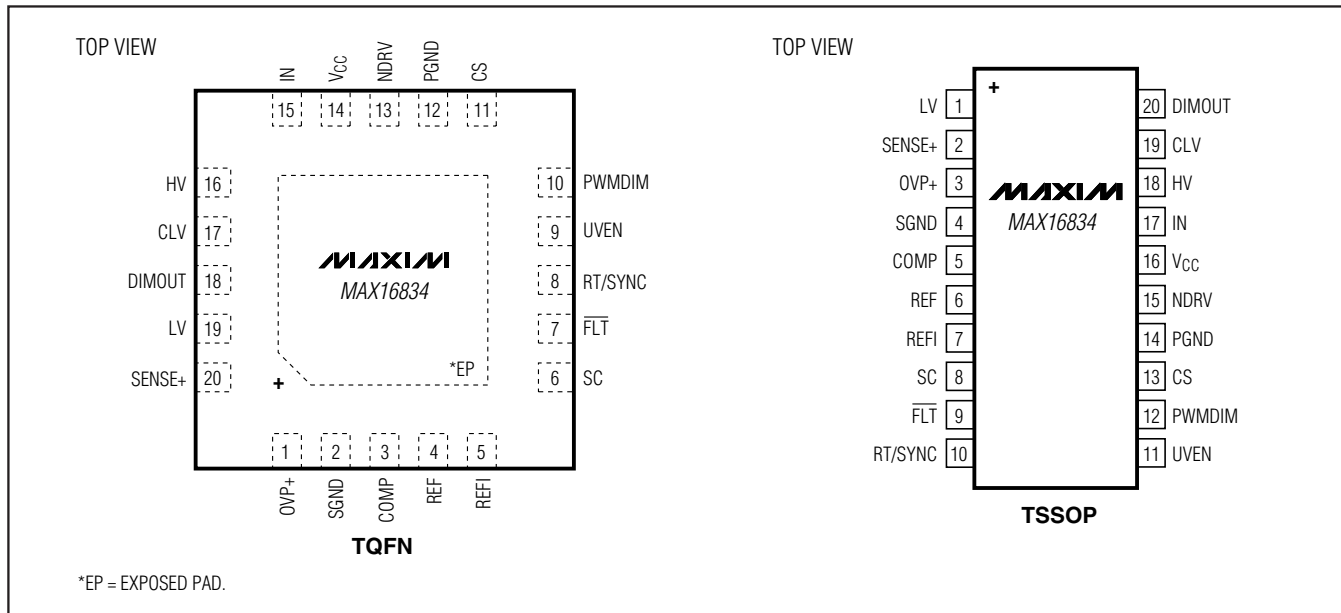 TOP VIEW
IN VCC NDRV PGND CS
15 14 13 12 11
HV 16
CLV 17
DIMOUT 18
LV 19
SENSE+ 20
10 PWMDIM
9 UVEN
8 RT/SYNC
7 FLT
6 SC
MAXIM
MAX16834
*EP
+
1 2 3 4 5
OVP+ SGND COMP REF REFI
TQFN
*EP = EXPOSED PAD.
TOP VIEW
+
LV 1
SENSE+ 2
OVP+ 3
SGND 4
COMP 5
REF 6
REFI 7
SC 8
FLT 9
RT/SYNC 10
MAXIM
MAX16834
20 DIMOUT
19 CLV
18 HV
17 IN
16 VCC
15 NDRV
14 PGND
13 CS
12 PWMDIM
11 UVEN
TSSOP